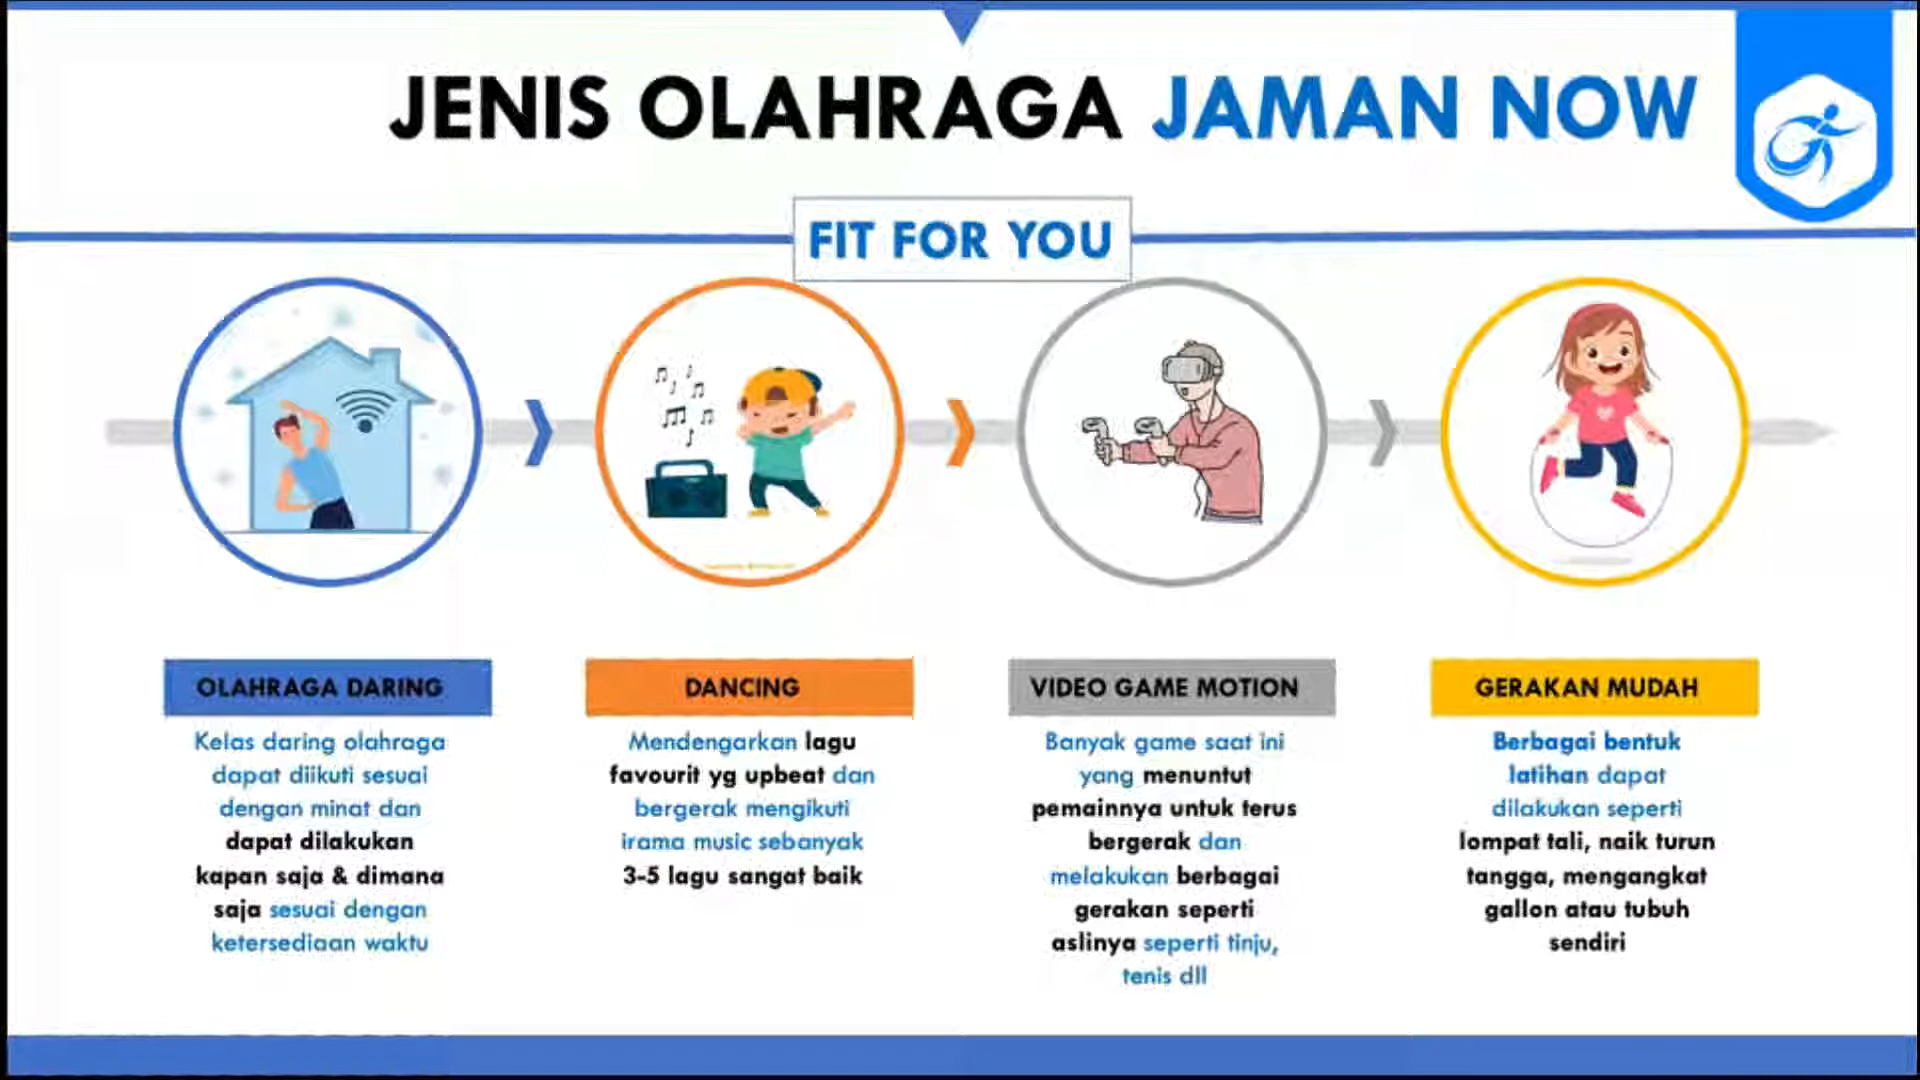 JENIS OLAHRAGA JAMAN NOW
FIT FOR YOU
OLAHRAGA DARING
Kelas daring olahraga
dapat diikuti sesuai
dengan minat dan
dapat dilakukan
kapan saja & dimana
saja sesuai dengan
ketersediaan waktu
DANCING
Mendengarkan lagu
favourit yg upbeat dan
bergerak mengikuti
irama music sebanyak
3-5 lagu sangat baik
VIDEO GAME MOTION
Banyak game saat ini
yang menuntut
pemainnya untuk terus
bergerak dan
melakukan berbagai
gerakan seperti
aslinya seperti tinju,
tenis dll
GERAKAN MUDAH
Berbagai bentuk
latihan dapat
dilakukan seperti
lompat tali, naik turun
tangga, mengangkat
gallon atau tubuh
sendiri